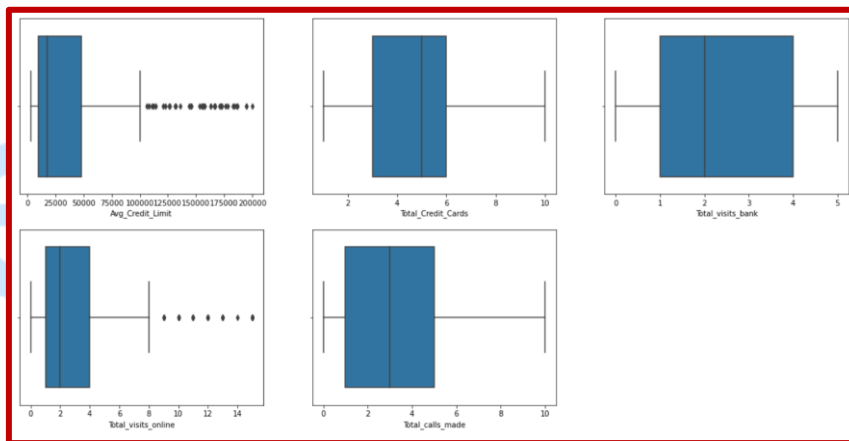 0 25000 50000 75000 100000 125000 150000 175000 200000
Avg_Credit_Limit
2 4 6 8 10
Total_Credit_Cards
0 1 2 3 4 5
Total_visits_bank
0 2 4 6 8 10 12 14
Total_visits_online
0 2 4 6 8 10
Total_calls_made